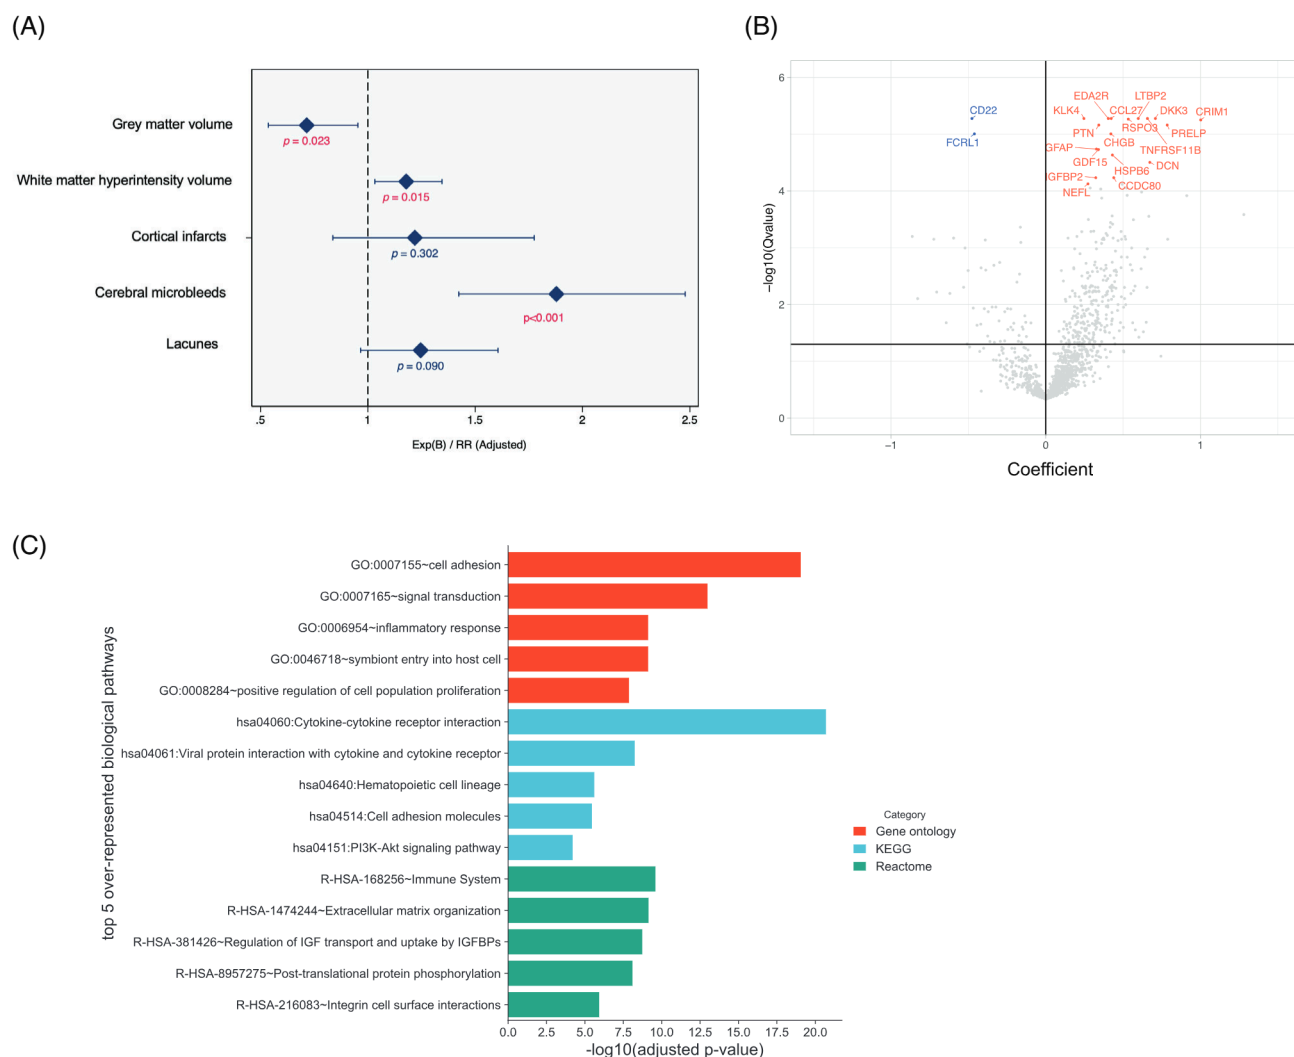 (A)
Grey matter volume
p = 0.023
White matter hyperintensity volume
p = 0.015
Cortical infarcts
p = 0.302
Cerebral microbleeds
p<0.001
Lacunes
p = 0.090
.5 1 1.5 2 2.5
Exp(B) / RR (Adjusted)
(B)
6
4
2
0
−log10(Qvalue)
CD22
FCRL1
EDA2R
LTBP2
KLK4
CCL27
DKK3
CRIM1
PTN
RSPO3
PRELP
CHGB
TNFRSF11B
GFAP
GDF15
DCN
HSPB6
IGFBP2
CCDC80
NEFL
−1 0 1
Coefficient
(C)
top 5 over-represented biological pathways
GO:0007155~cell adhesion
GO:0007165~signal transduction
GO:0006954~inflammatory response
GO:0046718~symbiont entry into host cell
GO:0008284~positive regulation of cell population proliferation
hsa04060:Cytokine-cytokine receptor interaction
hsa04061:Viral protein interaction with cytokine and cytokine receptor
hsa04640:Hematopoietic cell lineage
hsa04514:Cell adhesion molecules
hsa04151:PI3K-Akt signaling pathway
R-HSA-168256~Immune System
R-HSA-1474244~Extracellular matrix organization
R-HSA-381426~Regulation of IGF transport and uptake by IGFBPs
R-HSA-8957275~Post-translational protein phosphorylation
R-HSA-216083~Integrin cell surface interactions
0.0 2.5 5.0 7.5 10.0 12.5 15.0 17.5 20.0
-log10(adjusted p-value)
Category
Gene ontology
KEGG
Reactome